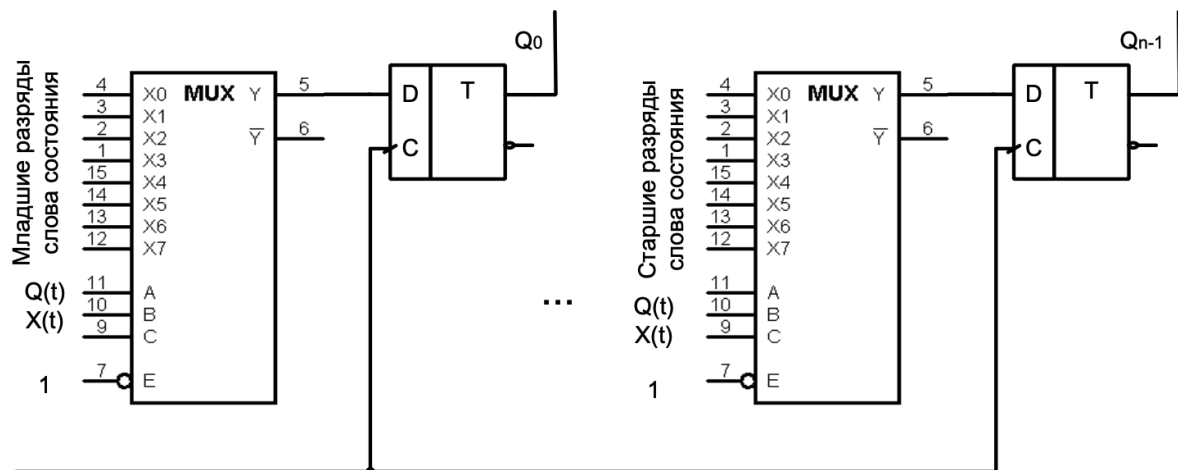 Младшие разряды
слова состояния
4 X0 MUX Y 5
3 X1
2 X2 Y 6
1 X3
15 X4
14 X5
13 X6
12 X7
Q(t) 11 A
X(t) 10 B
9 C
1 7 E
D T
C
Q0
...
Старшие разряды
слова состояния
4 X0 MUX Y 5
3 X1
2 X2 Y 6
1 X3
15 X4
14 X5
13 X6
12 X7
Q(t) 11 A
X(t) 10 B
9 C
1 7 E
D T
C
Qn-1